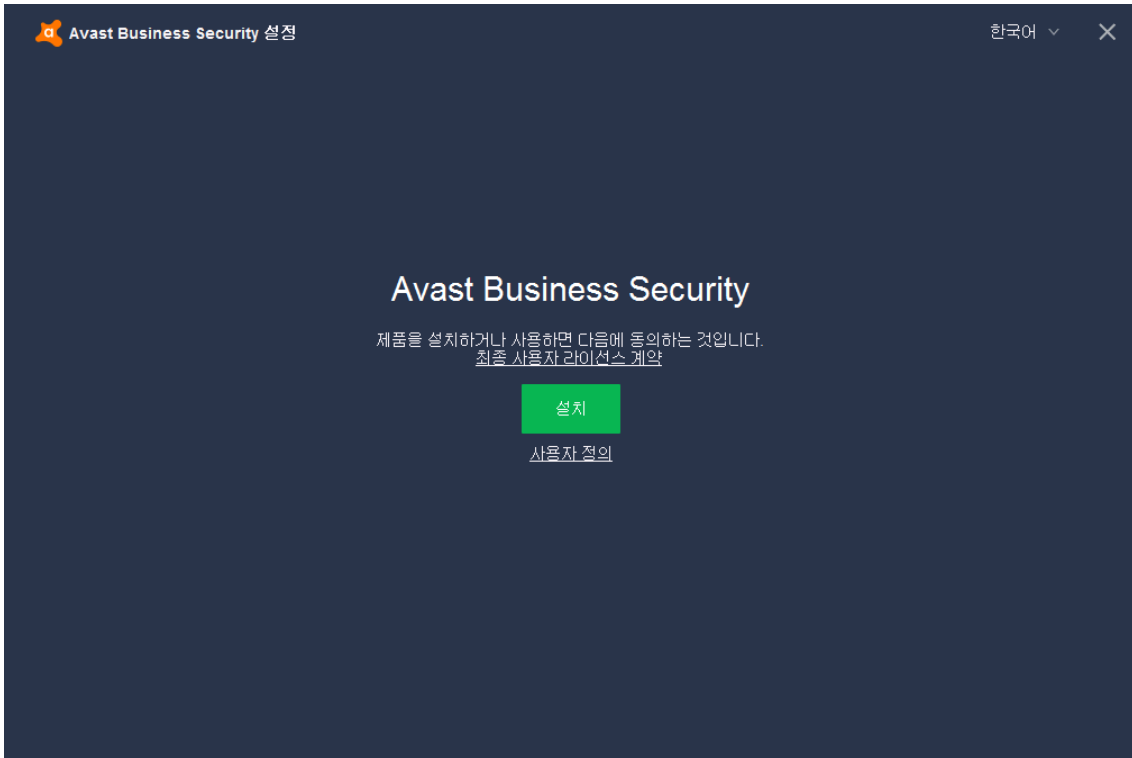 Avast Business Security 설정
한국어
Avast Business Security
제품을 설치하거나 사용하면 다음에 동의하는 것입니다.
최종 사용자 라이선스 계약
설치
사용자 정의